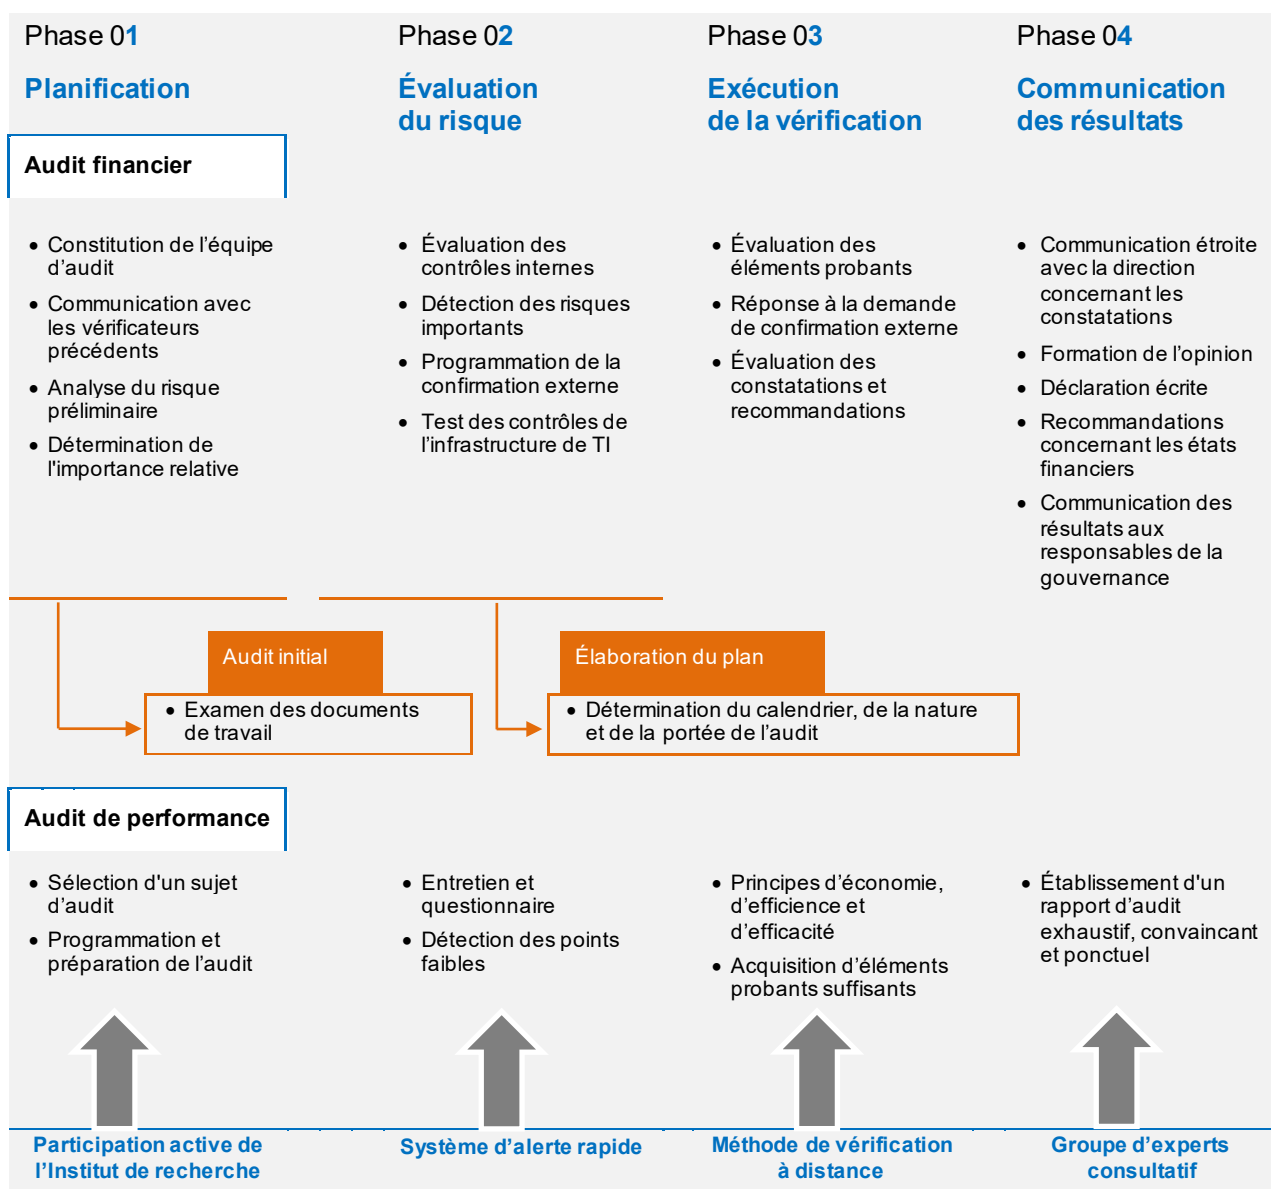 Phase 01
Planification
Phase 02
Évaluation
du risque
Phase 03
Exécution
de la vérification
Phase 04
Communication
des résultats
Audit financier
• Constitution de l’équipe
d’audit
• Communication avec
les vérificateurs
précédents
• Analyse du risque
préliminaire
• Détermination de
l'importance relative
• Évaluation des
contrôles internes
• Détection des risques
importants
• Programmation de la
confirmation externe
• Test des contrôles de
l’infrastructure de TI
• Évaluation des
éléments probants
• Réponse à la demande
de confirmation externe
• Évaluation des
constatations et
recommandations
• Communication étroite
avec la direction
concernant les
constatations
• Formation de l’opinion
• Déclaration écrite
• Recommandations
concernant les états
financiers
• Communication des
résultats aux
responsables de la
gouvernance
Audit initial
• Examen des documents
de travail
Élaboration du plan
• Détermination du calendrier, de la nature
et de la portée de l’audit
Audit de performance
• Sélection d'un sujet
d’audit
• Programmation et
préparation de l’audit
• Entretien et
questionnaire
• Détection des points
faibles
• Principes d’économie,
d’efficience et
d’efficacité
• Acquisition d’éléments
probants suffisants
• Établissement d'un
rapport d’audit
exhaustif, convaincant
et ponctuel
Participation active de
l’Institut de recherche
Système d’alerte rapide
Méthode de vérification
à distance
Groupe d’experts
consultatif